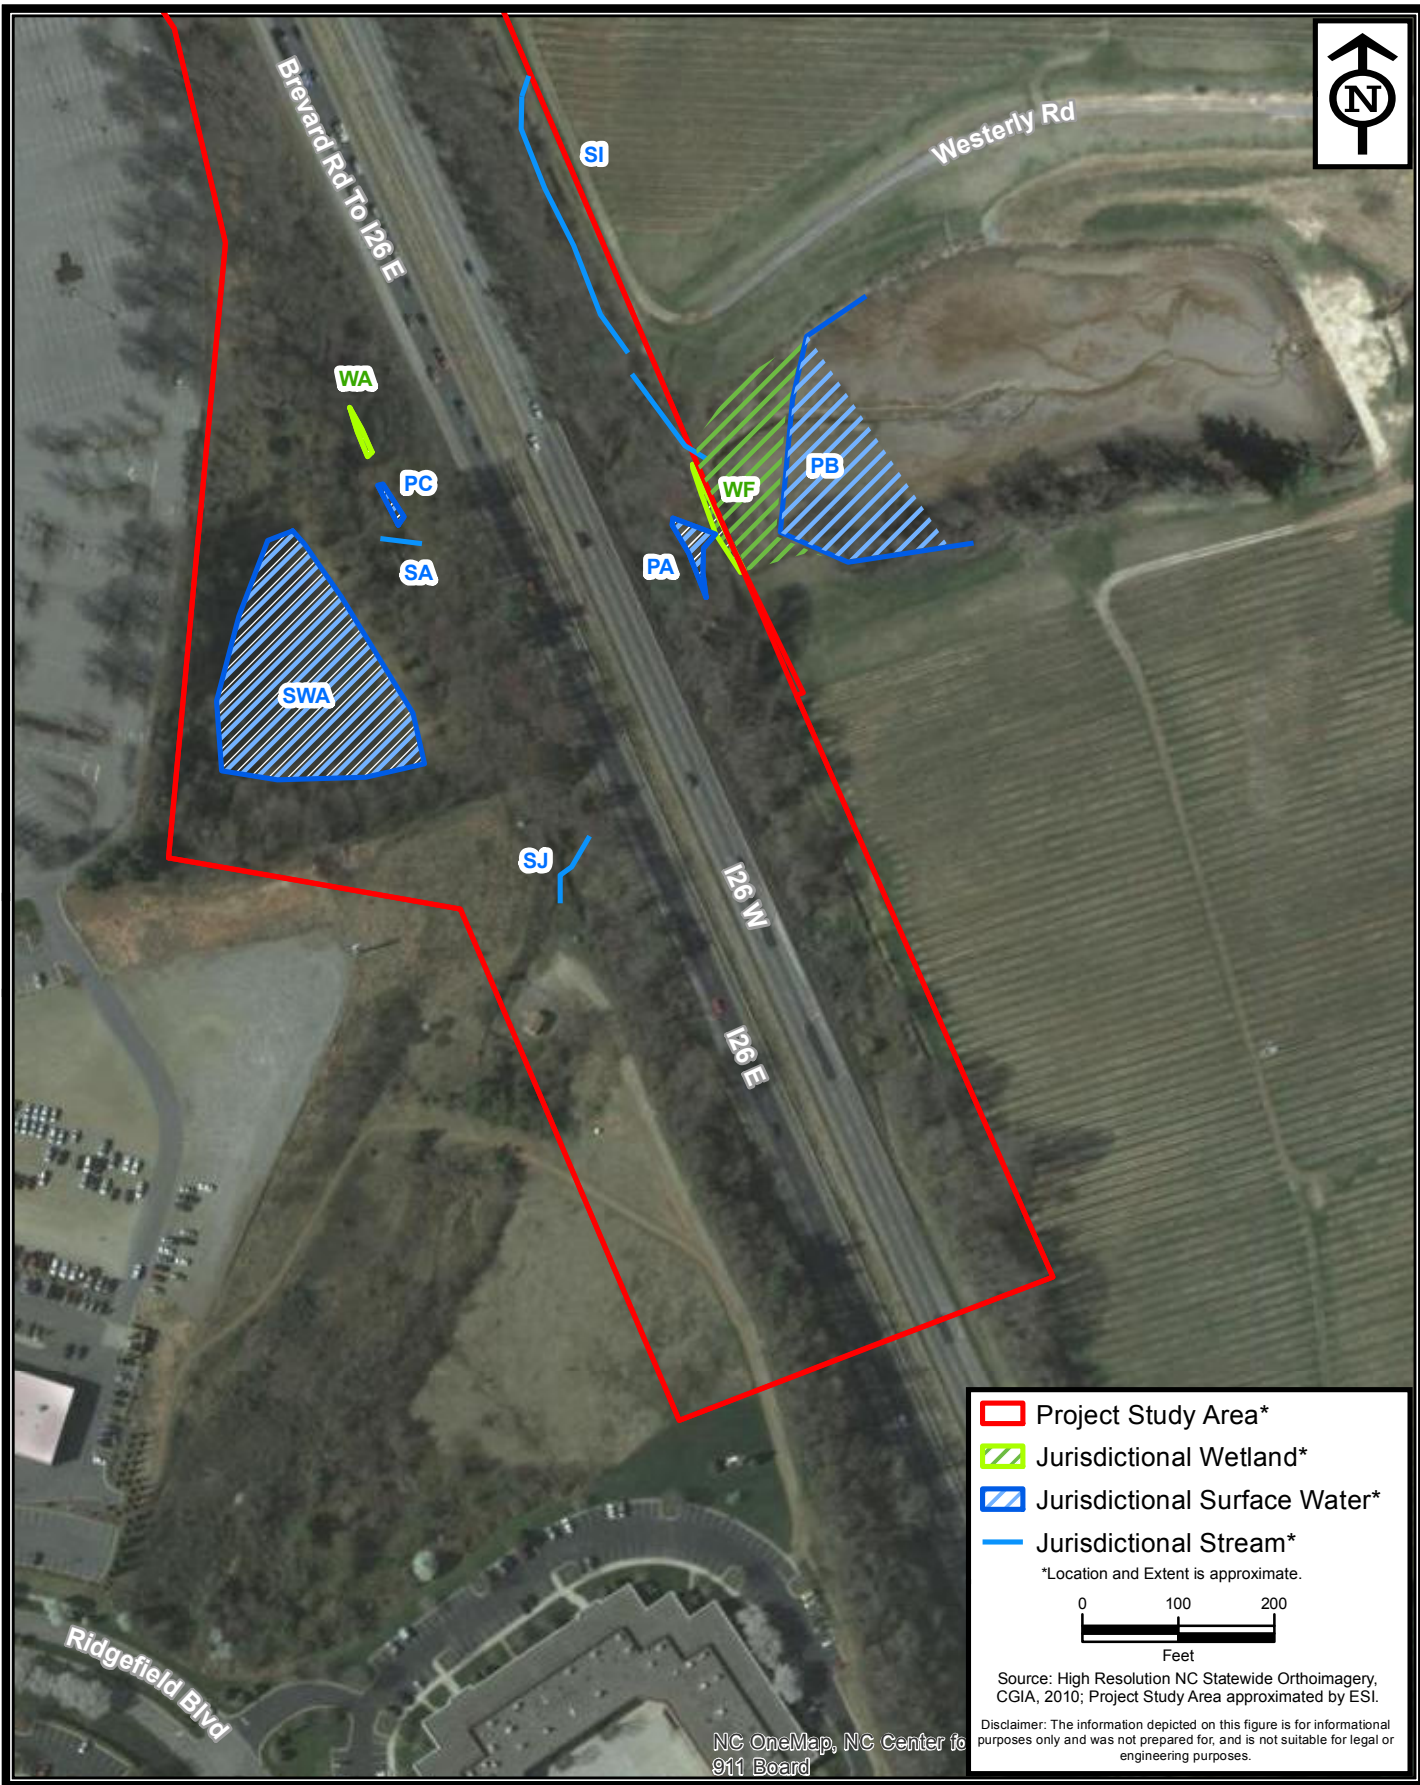 N
Brevard Rd To I26 E
Westerly Rd
SI
WA
PC
SA
WF
PB
PA
SWA
SJ
I26 W
I26 E
Ridgefield Blvd
Project Study Area*
Jurisdictional Wetland*
Jurisdictional Surface Water*
Jurisdictional Stream*
*Location and Extent is approximate.
0 100 200
Feet
Source: High Resolution NC Statewide Orthoimagery,
CGIA, 2010; Project Study Area approximated by ESI.
Disclaimer: The information depicted on this figure is for informational
purposes only and was not prepared for, and is not suitable for legal or
engineering purposes.
NC OneMap, NC Center fo
911 Board